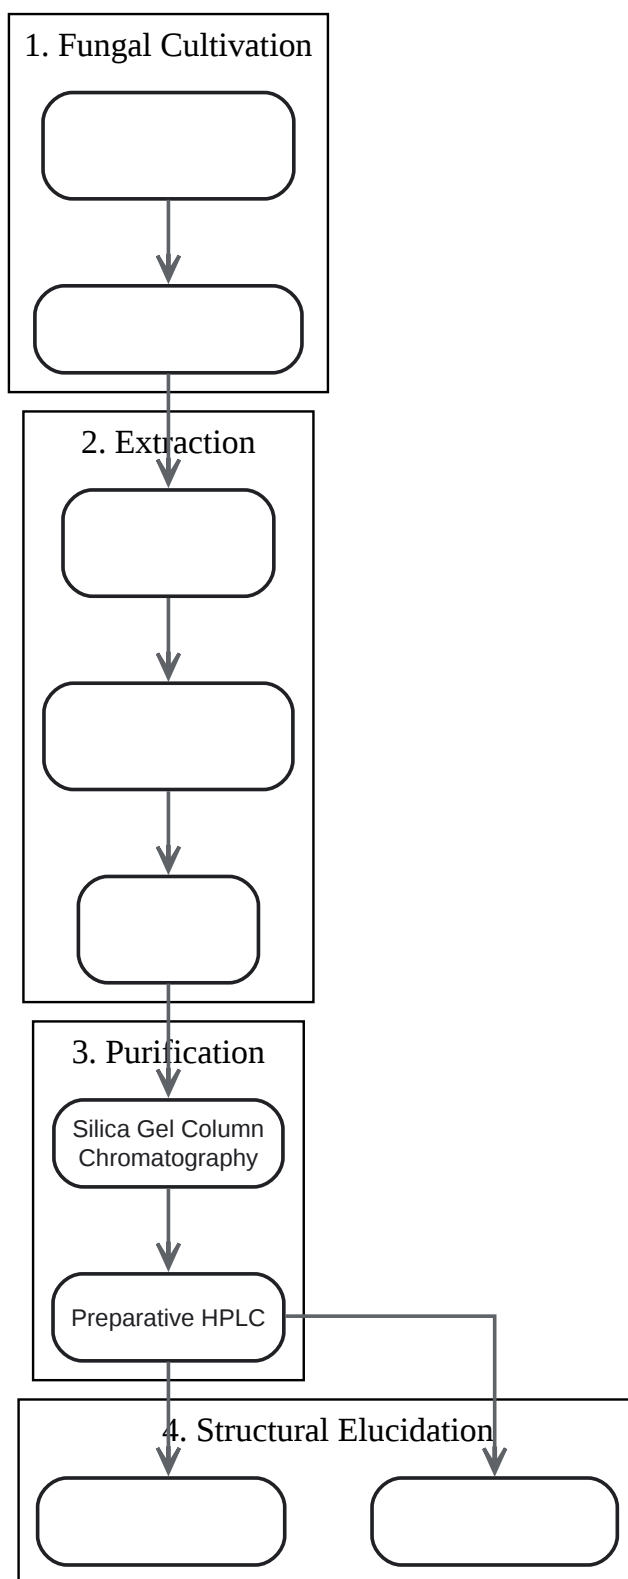 1. Fungal Cultivation
2. Extraction
3. Purification
Silica Gel Column
Chromatography
Preparative HPLC
4. Structural Elucidation